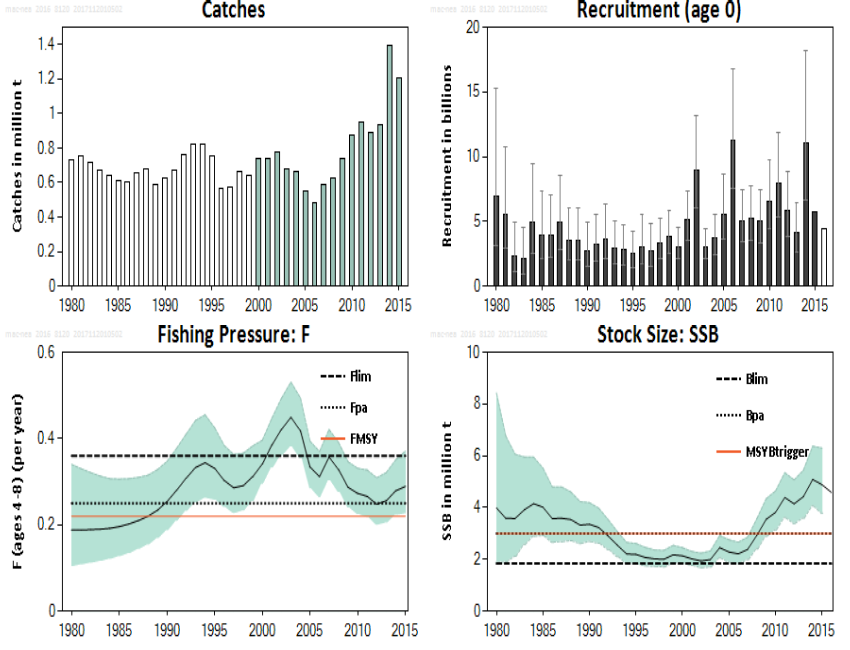 Catches
Catches in million t
1.4
1.2
1
0.8
0.6
0.4
0.2
0
1980 1985 1990 1995 2000 2005 2010 2015
Recruitment (age 0)
Recruitment in billions
20
15
10
5
0
1980 1985 1990 1995 2000 2005 2010 2015
Fishing Pressure: F
F (ages 4-8) (per year)
0.6
0.4
0.2
0
Flim
Fpa
FMSY
1980 1985 1990 1995 2000 2005 2010 2015
Stock Size: SSB
SSB in million t
10
8
6
4
2
0
Blim
Bpa
MSYBtrigger
1980 1985 1990 1995 2000 2005 2010 2015